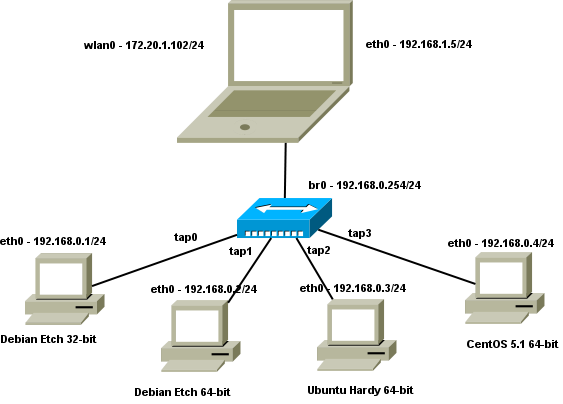 wlan0 - 172.20.1.102/24
eth0 - 192.168.1.5/24
br0 - 192.168.0.254/24
tap0
tap1
tap2
tap3
eth0 - 192.168.0.1/24
eth0 - 192.168.0.2/24
eth0 - 192.168.0.3/24
eth0 - 192.168.0.4/24
Debian Etch 32-bit
Debian Etch 64-bit
Ubuntu Hardy 64-bit
CentOS 5.1 64-bit